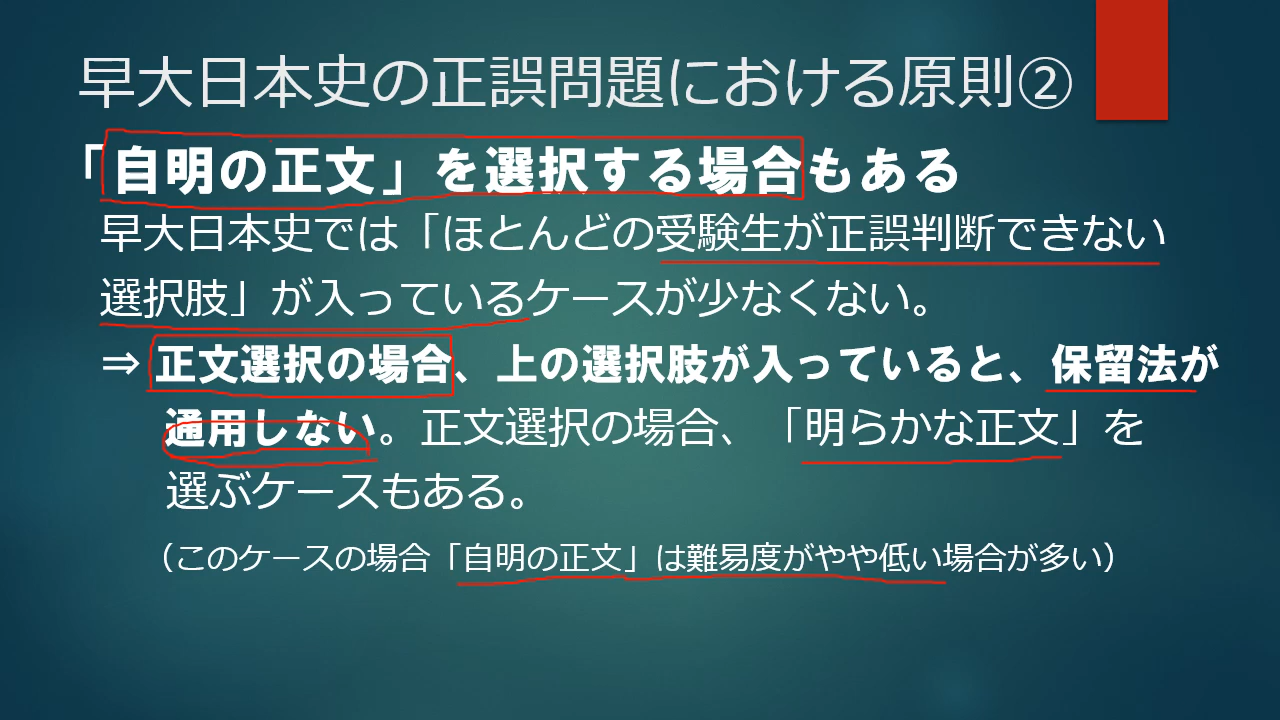 早大日本史の正誤問題における原則②
「自明の正文」を選択する場合もある
早大日本史では「ほとんどの受験生が正誤判断できない
選択肢」が入っているケースが少なくない。
⇒ 正文選択の場合、上の選択肢が入っていると、保留法が
通用しない。正文選択の場合、「明らかな正文」を
選ぶケースもある。
（このケースの場合「自明の正文」は難易度がやや低い場合が多い）